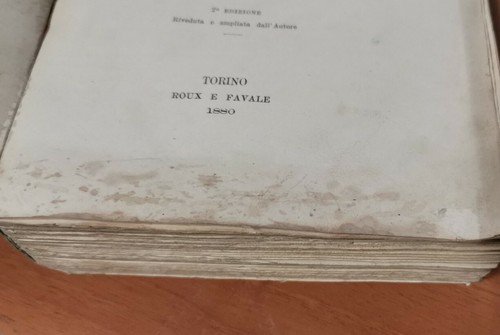 2ª EDIZIONE
Riveduta e ampliata dall'Autore
TORINO
ROUX E FAVALE
1880